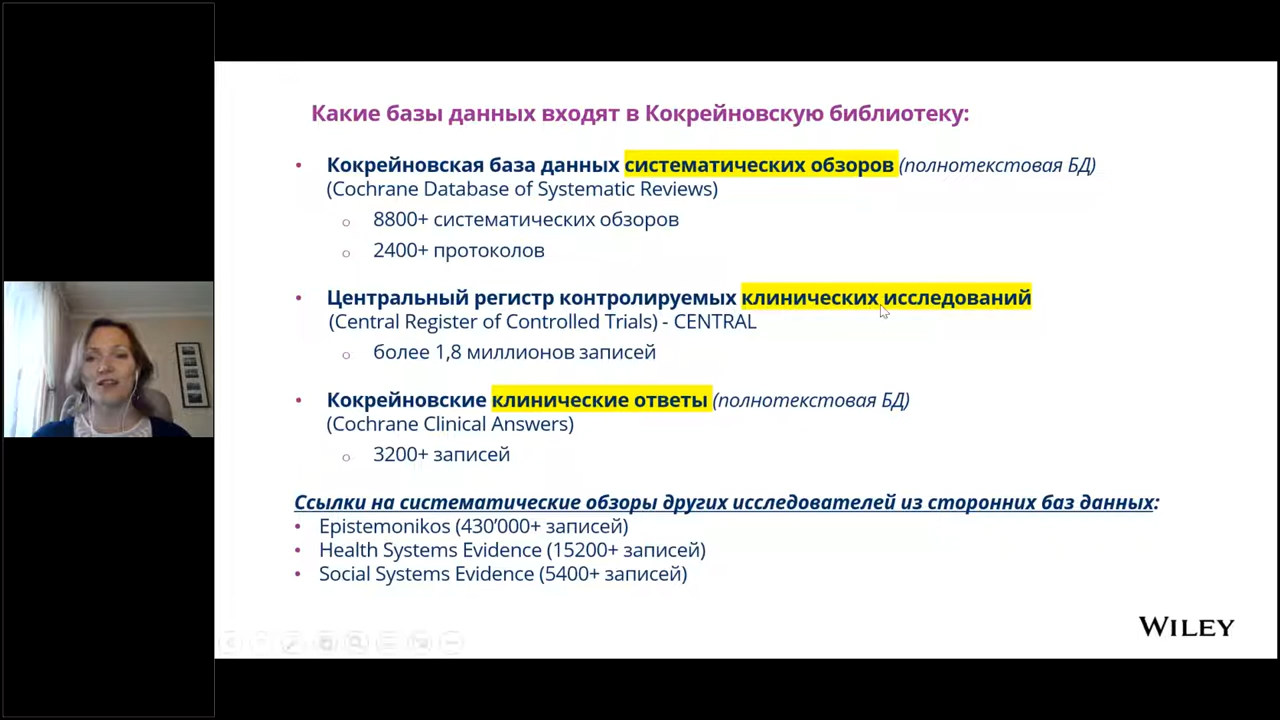 Какие базы данных входят в Кокрейновскую библиотеку:
• Кокрейновская база данных систематических обзоров (полнотекстовая БД)
(Cochrane Database of Systematic Reviews)
o 8800+ систематических обзоров
o 2400+ протоколов
• Центральный регистр контролируемых клинических исследований
(Central Register of Controlled Trials) - CENTRAL
o более 1,8 миллионов записей
• Кокрейновские клинические ответы (полнотекстовая БД)
(Cochrane Clinical Answers)
o 3200+ записей
Ссылки на систематические обзоры других исследователей из сторонних баз данных:
• Epistemonikos (430’000+ записей)
• Health Systems Evidence (15200+ записей)
• Social Systems Evidence (5400+ записей)
WILEY